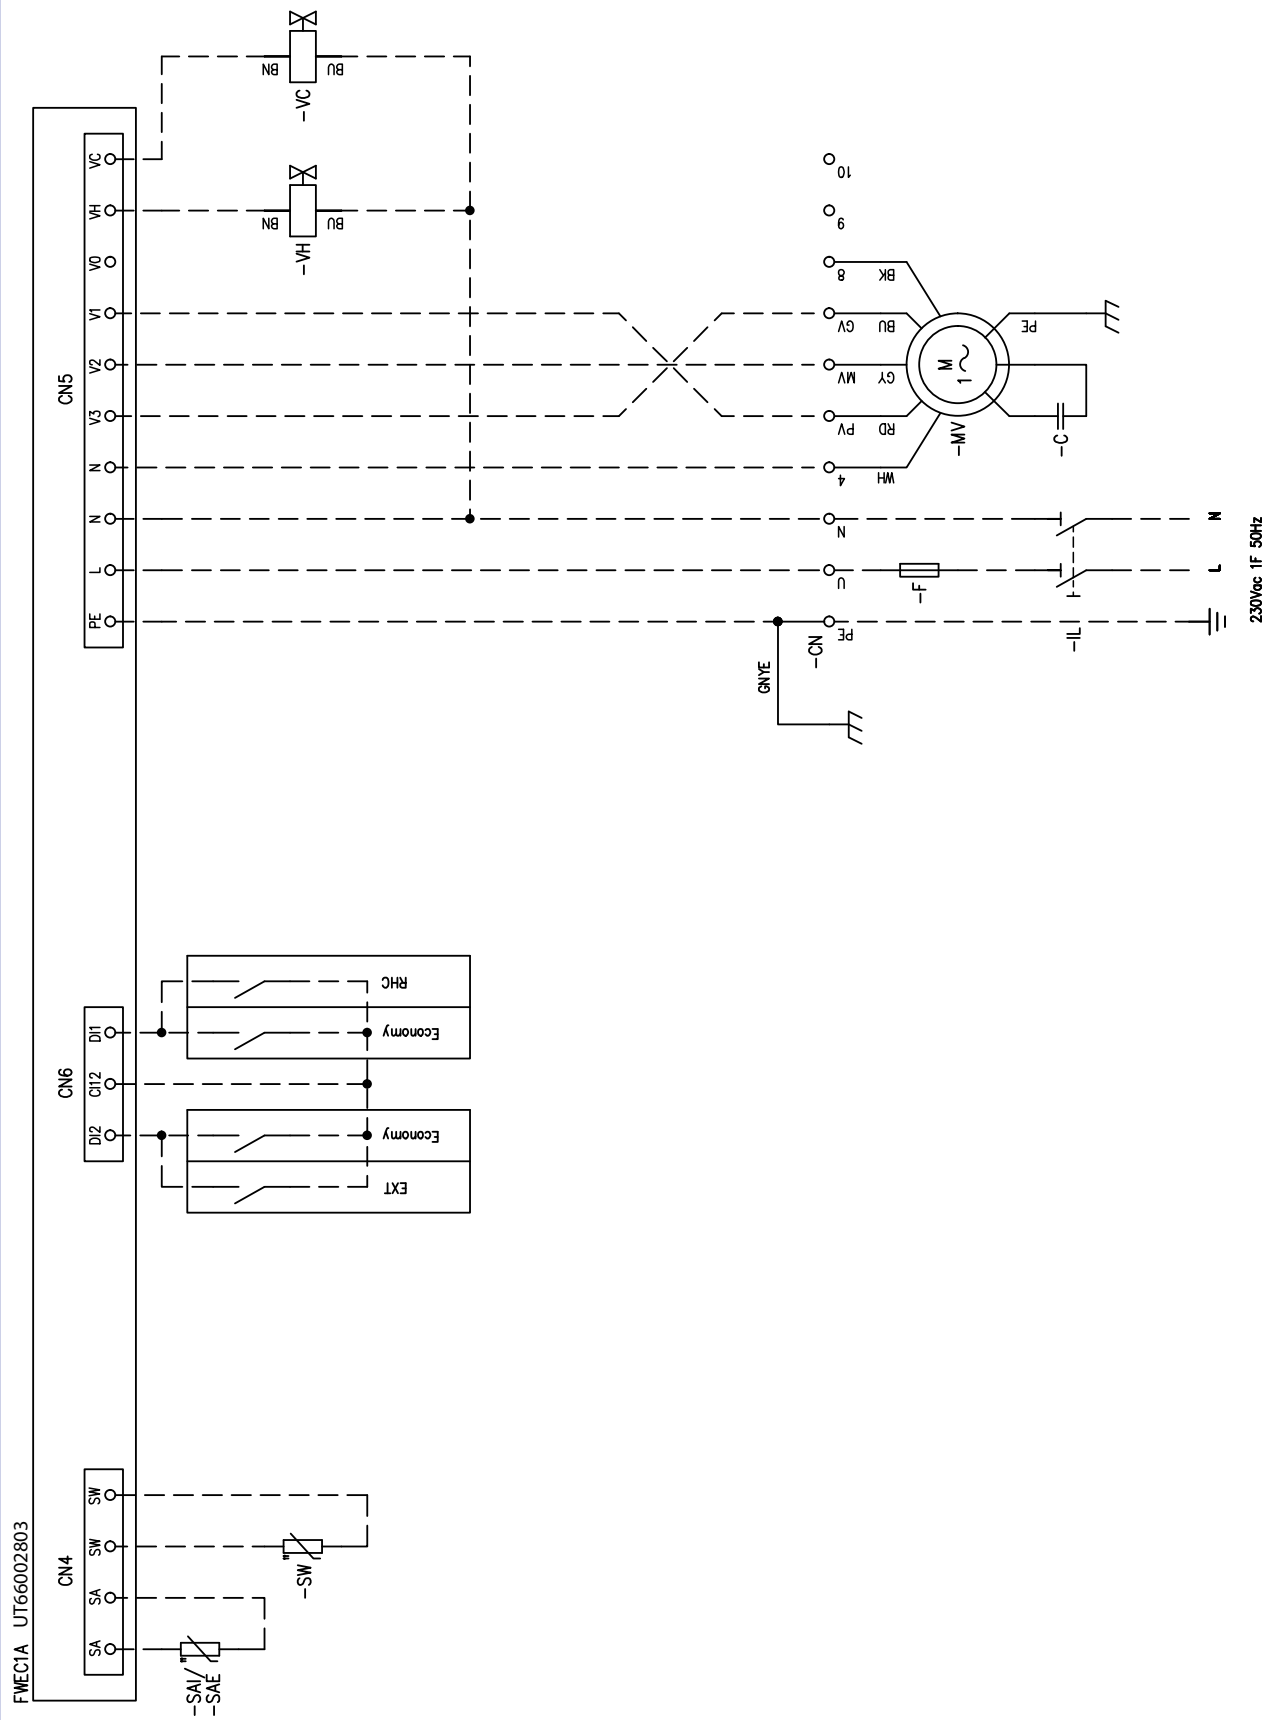 FWEC1A UT66002803
CN4
SA
SA
SW
SW
-SAI/
-SAE
-SW
CN6
DI2
CI12
DI1
EXT
Economy
Economy
RHC
CN5
PE
L
N
N
V3
V2
V1
V0
VH
VC
BN
BU
-VH
BN
BU
-VC
GNYE
-CN
PE
U
N
4
PV
MV
GV
8
9
10
WH
RD
GY
BU
BK
-F
-MV
M
1
PE
-C
-IL
L
N
230Vac 1F 50Hz